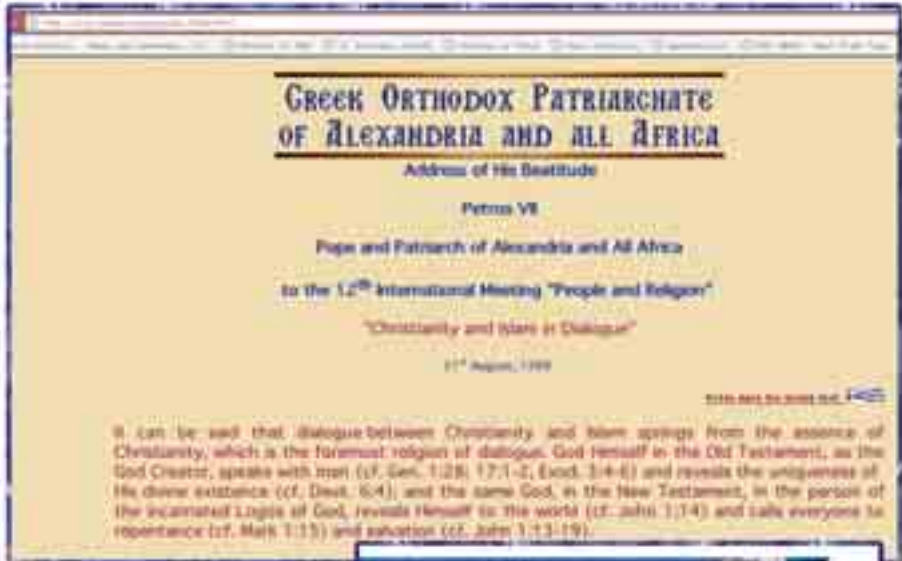 GREEK ORTHODOX PATRIARCHATE
OF ALEXANDRIA AND ALL AFRICA
Address of His Beatitude
Petros VII
Pope and Patriarch of Alexandria and All Africa
to the 12th International Meeting "People and Religion"
"Christianity and Islam in Dialogue"
August,
It can be said that dialogue between Christianity and Islam springs from the essence of
Christianity, which is the foremost religion of dialogue. God Himself in the Old Testament, as the
God Creator, speaks with man (cf. Gen. 1:28; 17:1-2, Exod. 3:4-6) and reveals the uniqueness of
His divine existence (cf. Deut. 6:4); and the same God, in the New Testament, in the person of
the incarnated Logos of God, reveals Himself to the world (cf. John 1:14) and calls everyone to
repentance (cf. Mark 1:15) and salvation (cf. John 1:13-19).